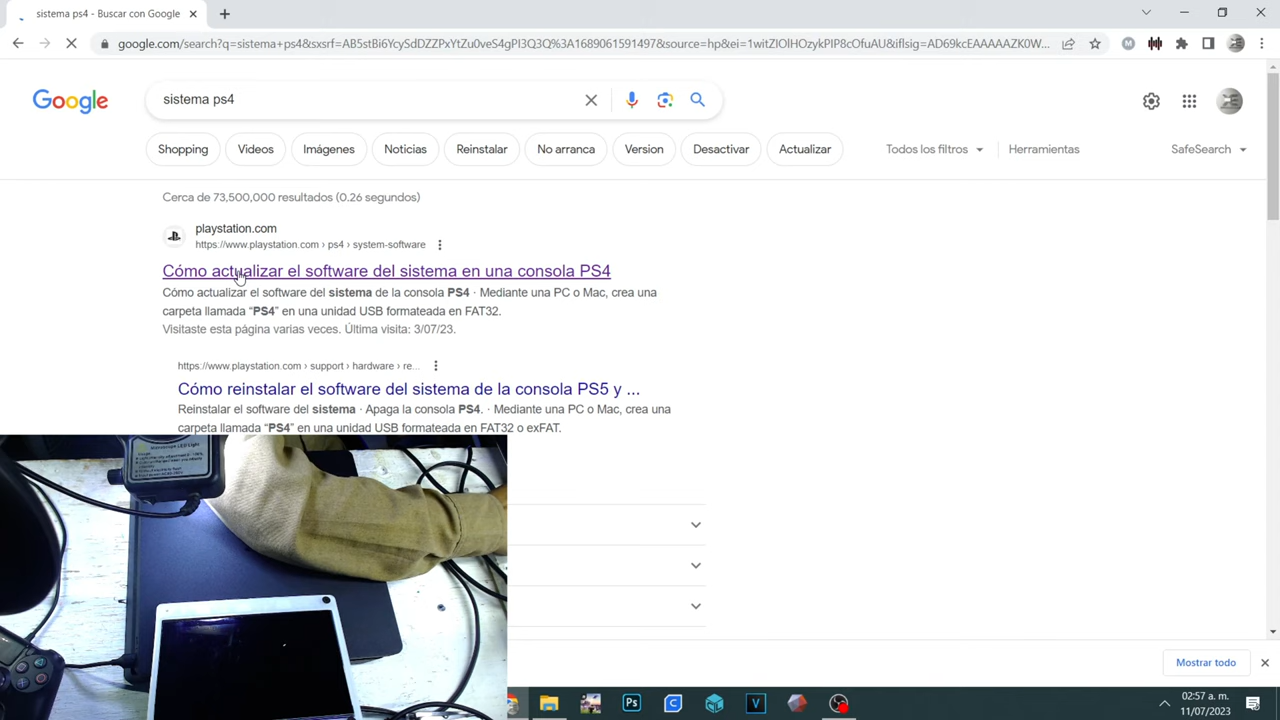 sistema ps4 - Buscar con Google
google.com/search?q=sistema+ps4&sxsrf=AB5stBi6YcySdDZZPxXtZu0veS4gPI3Q2Q%3A1689061591497&source=hp&ei=1witZIOlHOzykPIP8cOfuAU&iflsig=AD69kcEAAAAAZK0W...
Google
sistema ps4
Shopping
Videos
Imágenes
Noticias
Reinstalar
No arranca
Version
Desactivar
Actualizar
Todos los filtros
Herramientas
SafeSearch
Cerca de 73,500,000 resultados (0.26 segundos)
playstation.com
https://www.playstation.com › ps4 › system-software
Cómo actualizar el software del sistema en una consola PS4
Cómo actualizar el software del sistema de la consola PS4 · Mediante una PC o Mac, crea una
carpeta llamada “PS4” en una unidad USB formateada en FAT32.
Visitaste esta página varias veces. Última visita: 3/07/23.
https://www.playstation.com › support › hardware › re...
Cómo reinstalar el software del sistema de la consola PS5 y ...
Reinstalar el software del sistema · Apaga la consola PS4. · Mediante una PC o Mac, crea una
carpeta llamada “PS4” en una unidad USB formateada en FAT32 o exFAT.
Microscope LED Light
Mostrar todo
Ps
V
02:57 a. m.
11/07/2023